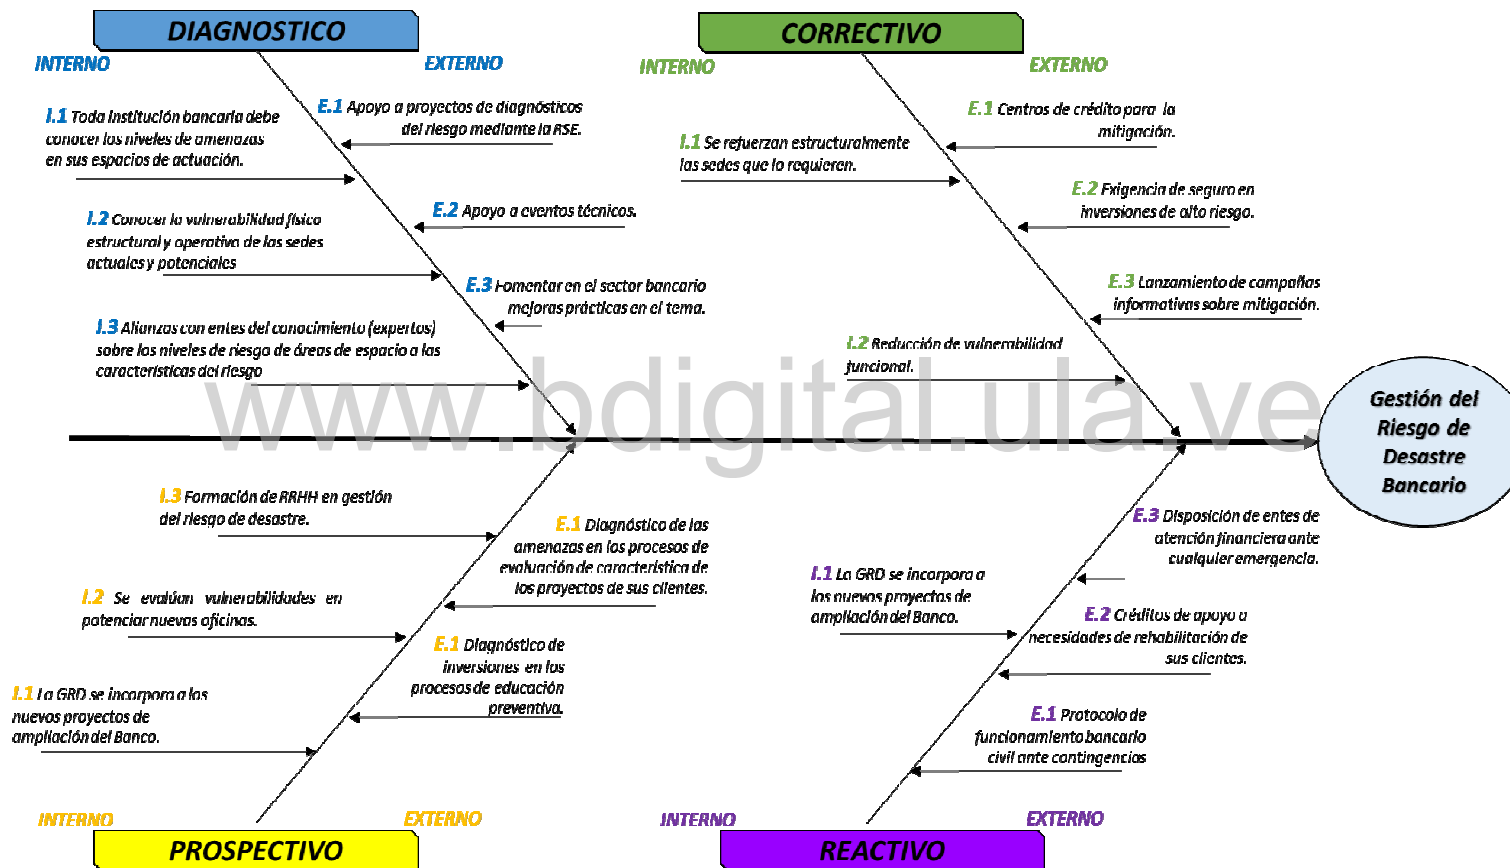 DIAGNOSTICO
INTERNO
EXTERNO
I.1 Toda institución bancaria debe
conocer los niveles de amenazas
en sus espacios de actuación.
E.1 Apoyo a proyectos de diagnósticos
del riesgo mediante la RSE.
I.2 Conocer la vulnerabilidad físico
estructural y operativa de las sedes
actuales y potenciales
E.2 Apoyo a eventos técnicos.
E.3 Fomentar en el sector bancario
mejoras prácticas en el tema.
I.3 Alianzas con entes del conocimiento (expertos)
sobre los niveles de riesgo de áreas de espacio a las
características del riesgo
CORRECTIVO
INTERNO
EXTERNO
E.1 Centros de crédito para la
mitigación.
I.1 Se refuerzan estructuralmente
las sedes que lo requieren.
E.2 Exigencia de seguro en
inversiones de alto riesgo.
E.3 Lanzamiento de campañas
informativas sobre mitigación.
I.2 Reducción de vulnerabilidad
funcional.
www.bdigital.ula.ve
Gestión del
Riesgo de
Desastre
Bancario
I.3 Formación de RRHH en gestión
del riesgo de desastre.
E.1 Diagnóstico de las
amenazas en los procesos de
evaluación de característica de
los proyectos de sus clientes.
I.2 Se evalúan vulnerabilidades en
potenciar nuevas oficinas.
E.1 Diagnóstico de
inversiones en los
procesos de educación
preventiva.
I.1 La GRD se incorpora a los
nuevos proyectos de
ampliación del Banco.
INTERNO
EXTERNO
PROSPECTIVO
E.3 Disposición de entes de
atención financiera ante
cualquier emergencia.
I.1 La GRD se incorpora a
los nuevos proyectos de
ampliación del Banco.
E.2 Créditos de apoyo a
necesidades de rehabilitación de
sus clientes.
E.1 Protocolo de
funcionamiento bancario
civil ante contingencias
INTERNO
EXTERNO
REACTIVO